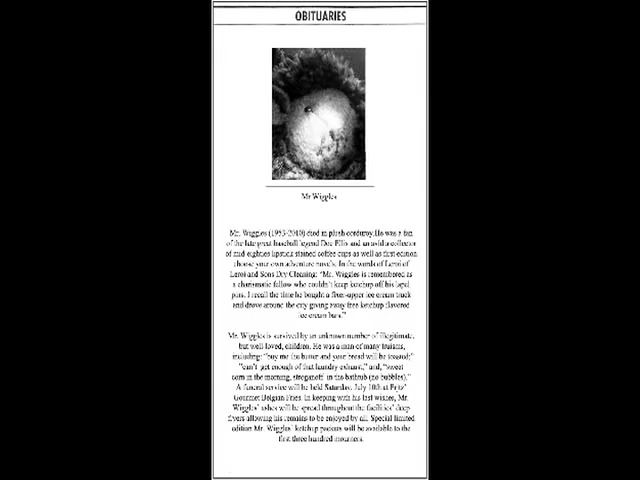 OBITUARIES
Mr Wiggles
Mr. Wiggles (1953-2010) died in plush corduroy. He was a fan
of the late great baseball legend Doc Ellis and an avid collector
of mid-eighties lipstick stained coffee cups as well as first edition
choose your own adventure novels. In the words of Leroi of
Leroi and Sons Dry Cleaning: "Mr. Wiggles is remembered as
a charismatic fellow who couldn't keep ketchup off his lapel
pins. I recall the time he bought a fixer-upper ice cream truck
and drove around the city giving away free ketchup flavored
ice cream bars."
Mr. Wiggles is survived by an unknown number of illegitimate,
but well-loved, children. He was a man of many truisms,
including: "buy me the butter and your bread will be toasted;"
"can't get enough of that laundry exhaust," and, "sweet
corn in the morning, stroganoff in the bathtub (no bubbles)."
A funeral service will be held Saturday, July 10th at Fritz'
Gourmet Belgian Fries. In keeping with his last wishes, Mr.
Wiggles' ashes will be spread throughout the facilities' deep
fryers allowing his remains to be enjoyed by all. Special limited
edition Mr. Wiggles' ketchup packets will be available to the
first three hundred mourners.